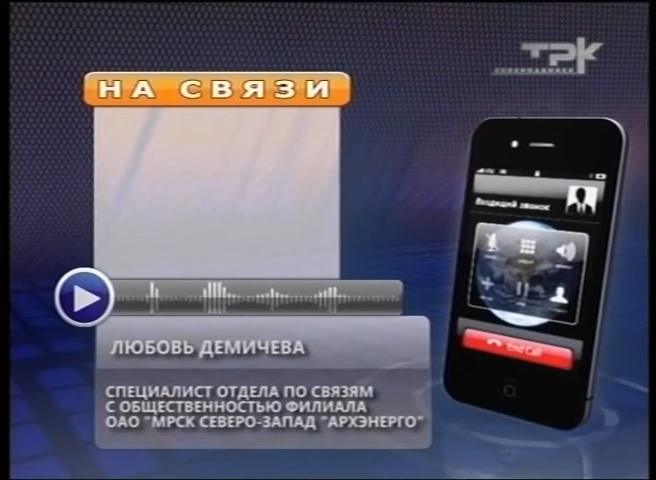 ТРК
СЕВЕРОДВИНСК
НА СВЯЗИ
Входящий звонок
End Call
ЛЮБОВЬ ДЕМИЧЕВА
СПЕЦИАЛИСТ ОТДЕЛА ПО СВЯЗЯМ
С ОБЩЕСТВЕННОСТЬЮ ФИЛИАЛА
ОАО "МРСК СЕВЕРО-ЗАПАД "АРХЭНЕРГО"